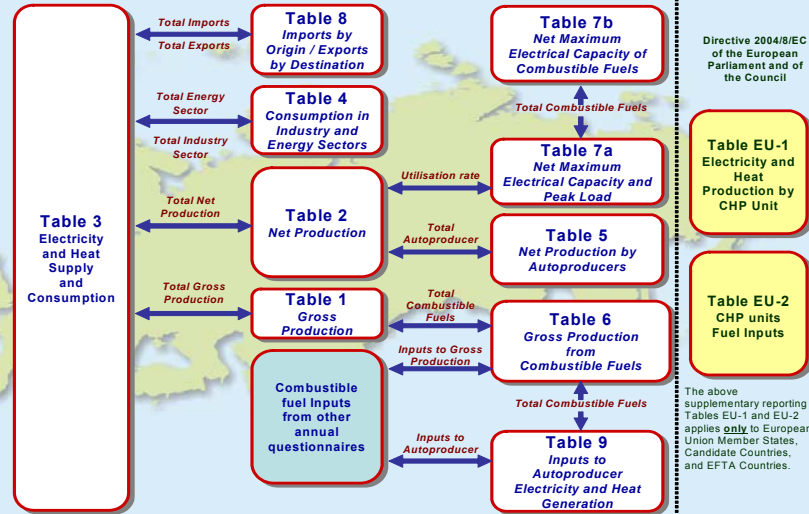 Table 3
Electricity
and Heat
Supply
and
Consumption
Total Imports
Total Exports
Total Energy
Sector
Total Industry
Sector
Total Net
Production
Total Gross
Production
Table 8
Imports by
Origin / Exports
by Destination
Table 4
Consumption in
Industry and
Energy Sectors
Table 2
Net Production
Table 1
Gross
Production
Combustible
fuel Inputs
from other
annual
questionnaires
Utilisation rate
Total
Autoproducer
Total
Combustible
Fuels
Inputs to Gross
Production
Inputs to
Autoproducer
Table 7b
Net Maximum
Electrical Capacity of
Combustible Fuels
Total Combustible Fuels
Table 7a
Net Maximum
Electrical Capacity and
Peak Load
Table 5
Net Production by
Autoproducers
Table 6
Gross Production
from
Combustible Fuels
Total Combustible Fuels
Table 9
Inputs to
Autoproducer
Electricity and Heat
Generation
Directive 2004/8/EC
of the European
Parliament and of
the Council
Table EU-1
Electricity and
Heat
Production by
CHP Unit
Table EU-2
CHP units
Fuel Inputs
The above
supplementary reporting
Tables EU-1 and EU-2
applies only to European
Union Member States,
Candidate Countries,
and EFTA Countries.